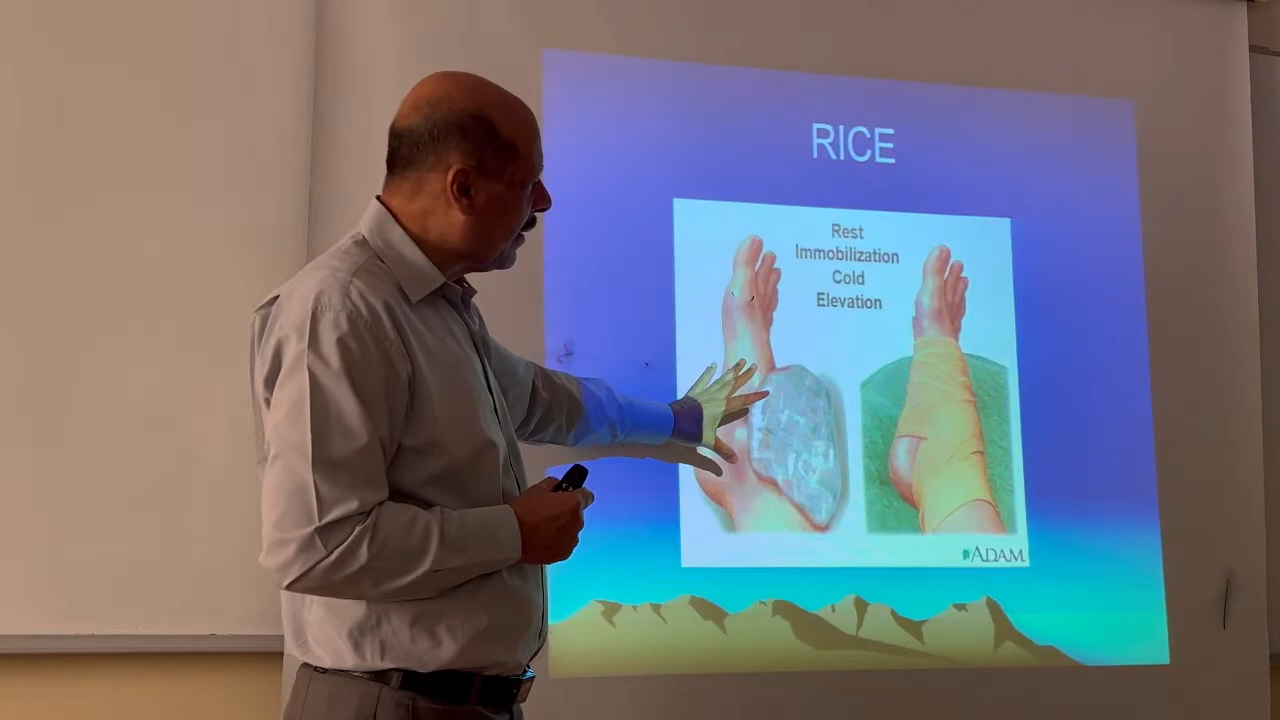 RICE
Rest
Immobilization
Cold
Elevation
ADAM.